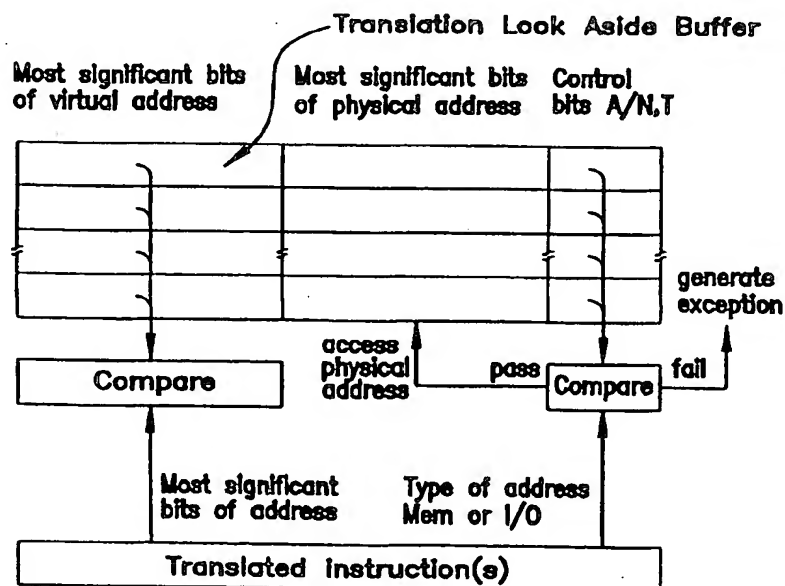 Translation Look Aside Buffer
Most significant bits
of virtual address
Most significant bits
of physical address
Control
bits A/N,T
generate
exception
access
physical
address
pass
fail
Compare
Compare
Most significant
bits of address
Type of address
Mem or I/O
Translated instruction(s)